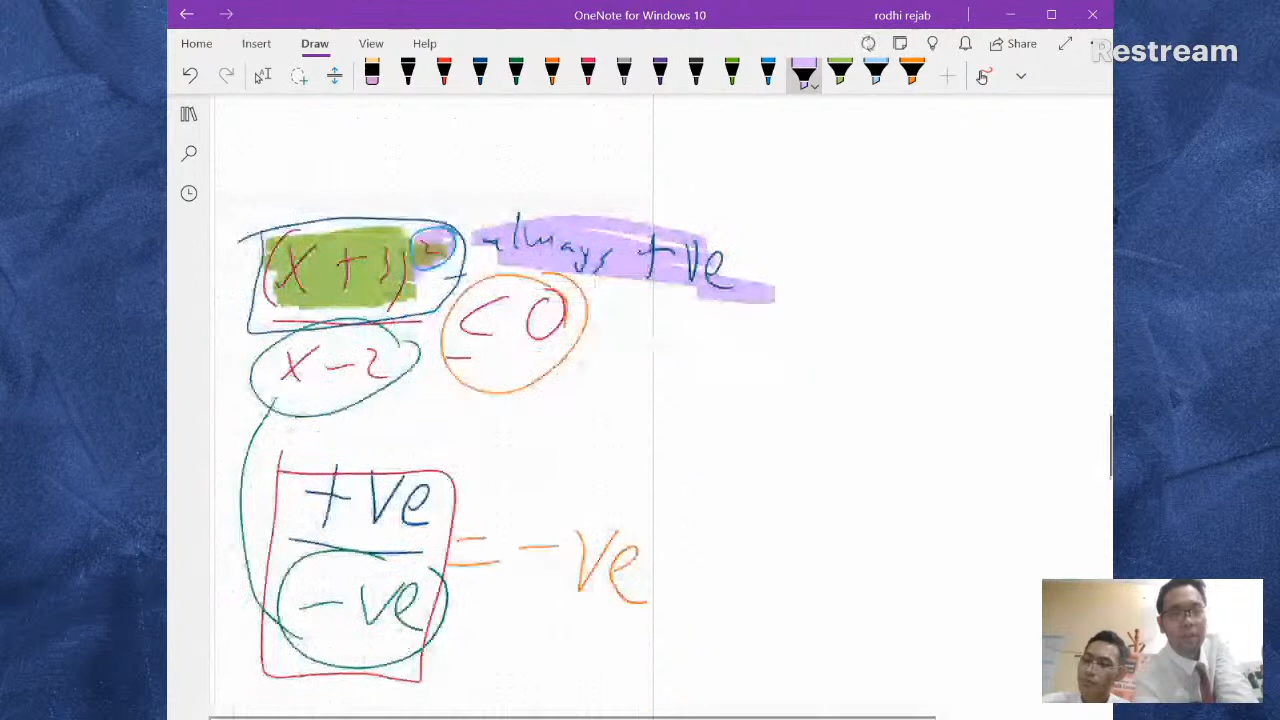 OneNote for Windows 10
rodhi rejab
Home Insert Draw View Help
Share
Restream
(x + 3)² always +ve
≤ 0
x - 2
+ve
= -ve
-ve